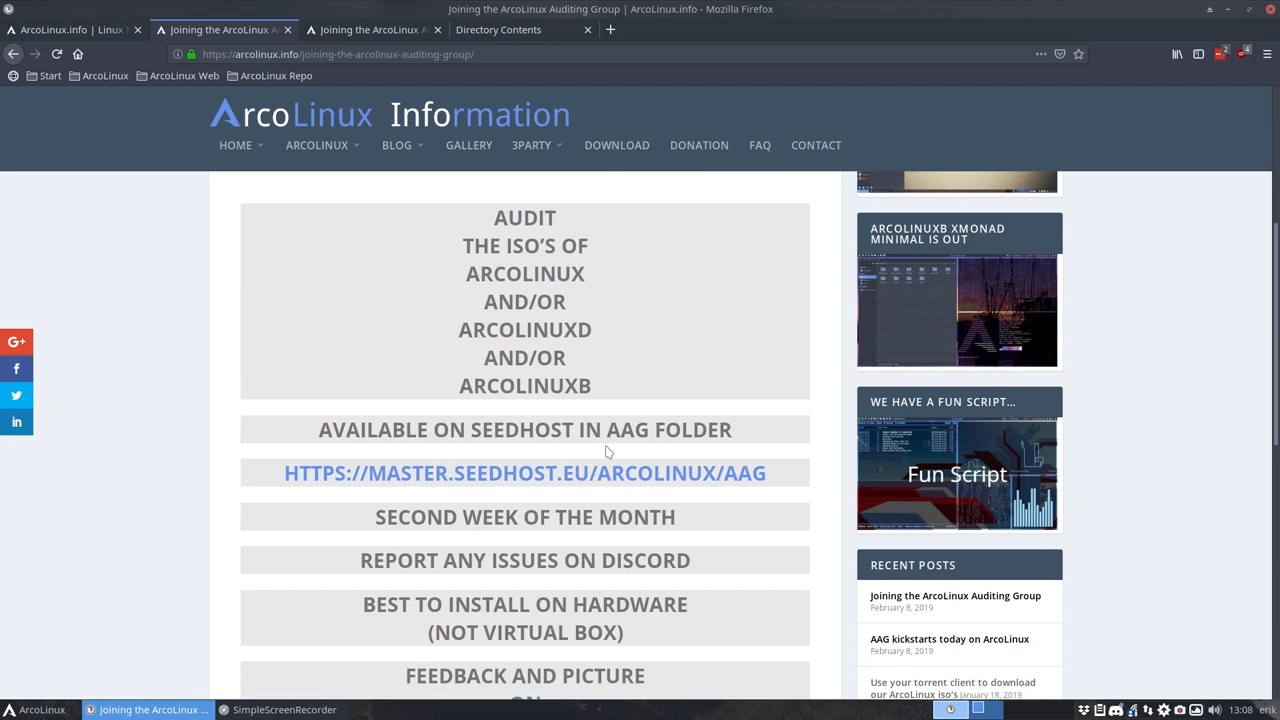 Joining the ArcoLinux Auditing Group | ArcoLinux.info - Mozilla Firefox
ArcoLinux.info | Linux
Joining the ArcoLinux A
Joining the ArcoLinux A
Directory Contents
https://arcolinux.info/joining-the-arcolinux-auditing-group/
2
4
Start
ArcoLinux
ArcoLinux Web
ArcoLinux Repo
ArcoLinux Information
HOME
ARCOLINUX
BLOG
GALLERY
3PARTY
DOWNLOAD
DONATION
FAQ
CONTACT
AUDIT
THE ISO’S OF
ARCOLINUX
AND/OR
ARCOLINUXD
AND/OR
ARCOLINUXB
AVAILABLE ON SEEDHOST IN AAG FOLDER
HTTPS://MASTER.SEEDHOST.EU/ARCOLINUX/AAG
SECOND WEEK OF THE MONTH
REPORT ANY ISSUES ON DISCORD
BEST TO INSTALL ON HARDWARE
(NOT VIRTUAL BOX)
FEEDBACK AND PICTURE
ARCOLINUXB XMONAD
MINIMAL IS OUT
WE HAVE A FUN SCRIPT…
Fun Script
RECENT POSTS
Joining the ArcoLinux Auditing Group
February 8, 2019
AAG kickstarts today on ArcoLinux
February 8, 2019
Use your torrent client to download
our ArcoLinux iso’s January 18, 2019
G+
f
in
ArcoLinux
Joining the ArcoLinux ...
SimpleScreenRecorder
13:08
erik